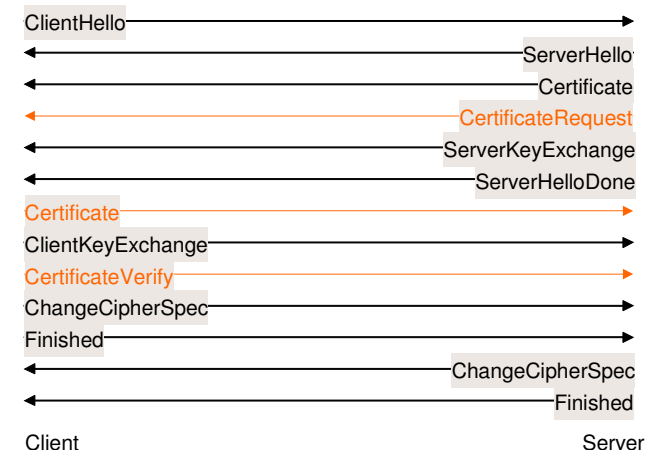 ClientHello
ServerHello
Certificate
CertificateRequest
ServerKeyExchange
ServerHelloDone
Certificate
ClientKeyExchange
CertificateVerify
ChangeCipherSpec
Finished
ChangeCipherSpec
Finished
Client Server